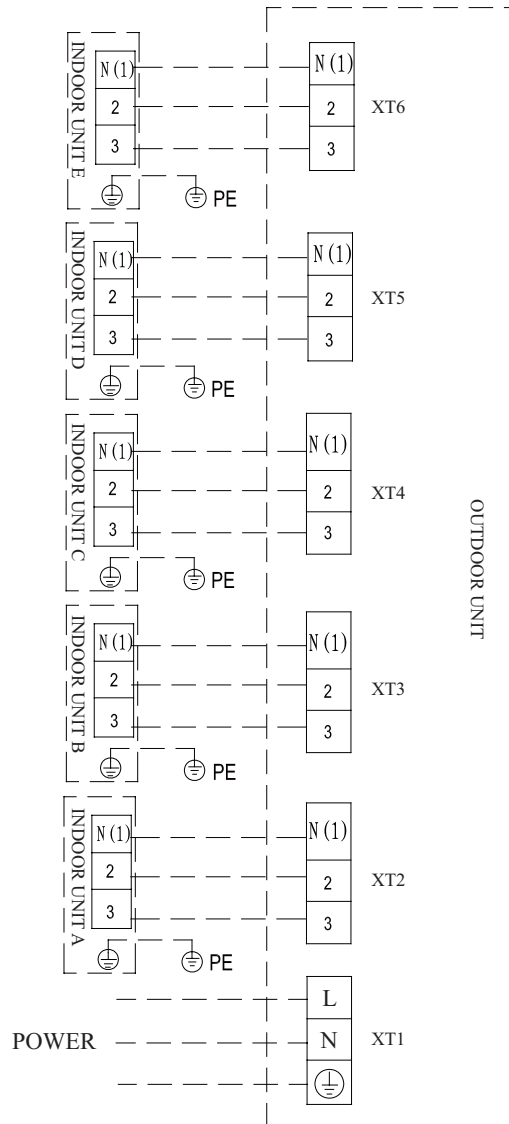 INDOOR UNIT E
N(1)
2
3
PE
N(1)
2
3
XT6
INDOOR UNIT D
N(1)
2
3
PE
N(1)
2
3
XT5
INDOOR UNIT C
N(1)
2
3
PE
N(1)
2
3
XT4
OUTDOOR UNIT
INDOOR UNIT B
N(1)
2
3
PE
N(1)
2
3
XT3
INDOOR UNIT A
N(1)
2
3
PE
N(1)
2
3
XT2
POWER
L
N
XT1